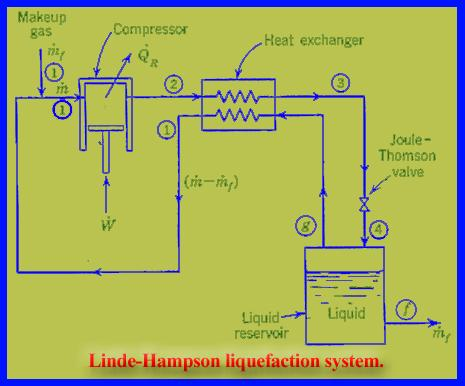 Makeup
gas
ṁf
1
ṁ
1
Compressor
Q̇R
2
Heat exchanger
3
1
(ṁ−ṁf)
Ẇ
Joule-
Thomson
valve
g
4
Liquid
reservoir
Liquid
f
ṁf
Linde-Hampson liquefaction system.